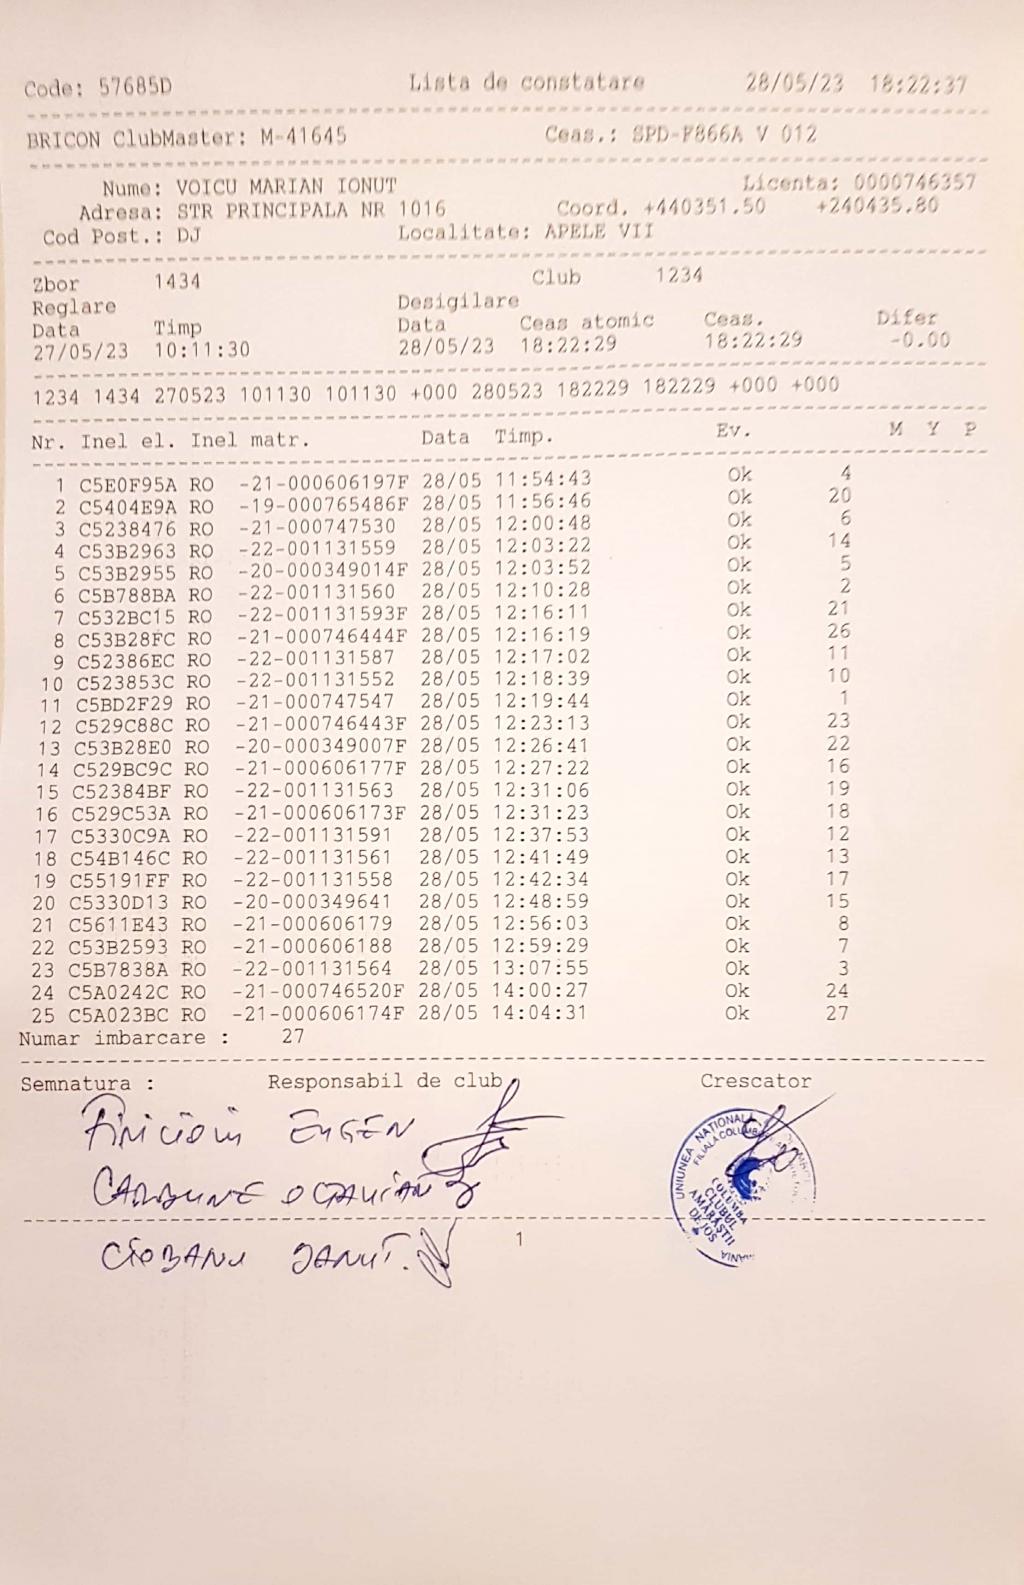 Code: 57685D Lista de constatare 28/05/23 18:22:37
BRICON ClubMaster: M-41645 Ceas.: SPD-F866A V 012
Nume: VOICU MARIAN IONUT Licenta: 0000746357
Adresa: STR PRINCIPALA NR 1016 Coord. +440351.50 +240435.80
Cod Post.: DJ Localitate: APELE VII
Zbor 1434 Club 1234
Reglare Desigilare
Data Timp Data Ceas atomic Ceas. Difer
27/05/23 10:11:30 28/05/23 18:22:29 18:22:29 -0.00
1234 1434 270523 101130 101130 +000 280523 182229 182229 +000 +000
Nr. Inel el. Inel matr. Data Timp. Ev. M Y P
1 C5E0F95A RO -21-000606197F 28/05 11:54:43 Ok 4
2 C5404E9A RO -19-000765486F 28/05 11:56:46 Ok 20
3 C5238476 RO -21-000747530 28/05 12:00:48 Ok 6
4 C53B2963 RO -22-001131559 28/05 12:03:22 Ok 14
5 C53B2955 RO -20-000349014F 28/05 12:03:52 Ok 5
6 C5B788BA RO -22-001131560 28/05 12:10:28 Ok 2
7 C532BC15 RO -22-001131593F 28/05 12:16:11 Ok 21
8 C53B28FC RO -21-000746444F 28/05 12:16:19 Ok 26
9 C52386EC RO -22-001131587 28/05 12:17:02 Ok 11
10 C523853C RO -22-001131552 28/05 12:18:39 Ok 10
11 C5BD2F29 RO -21-000747547 28/05 12:19:44 Ok 1
12 C529C88C RO -21-000746443F 28/05 12:23:13 Ok 23
13 C53B28E0 RO -20-000349007F 28/05 12:26:41 Ok 22
14 C529BC9C RO -21-000606177F 28/05 12:27:22 Ok 16
15 C52384BF RO -22-001131563 28/05 12:31:06 Ok 19
16 C529C53A RO -21-000606173F 28/05 12:31:23 Ok 18
17 C5330C9A RO -22-001131591 28/05 12:37:53 Ok 12
18 C54B146C RO -22-001131561 28/05 12:41:49 Ok 13
19 C55191FF RO -22-001131558 28/05 12:42:34 Ok 17
20 C5330D13 RO -20-000349641 28/05 12:48:59 Ok 15
21 C5611E43 RO -21-000606179 28/05 12:56:03 Ok 8
22 C53B2593 RO -21-000606188 28/05 12:59:29 Ok 7
23 C5B7838A RO -22-001131564 28/05 13:07:55 Ok 3
24 C5A0242C RO -21-000746520F 28/05 14:00:27 Ok 24
25 C5A023BC RO -21-000606174F 28/05 14:04:31 Ok 27
Numar imbarcare : 27
Semnatura : Responsabil de club Crescator
EUGEN
OCTAVIAN
CIOBANU IANUT.
UNIUNEA NATIONALA
FILIALA
COLUMBA
CLUBUL
AMĂRĂȘTII
DE JOS
1